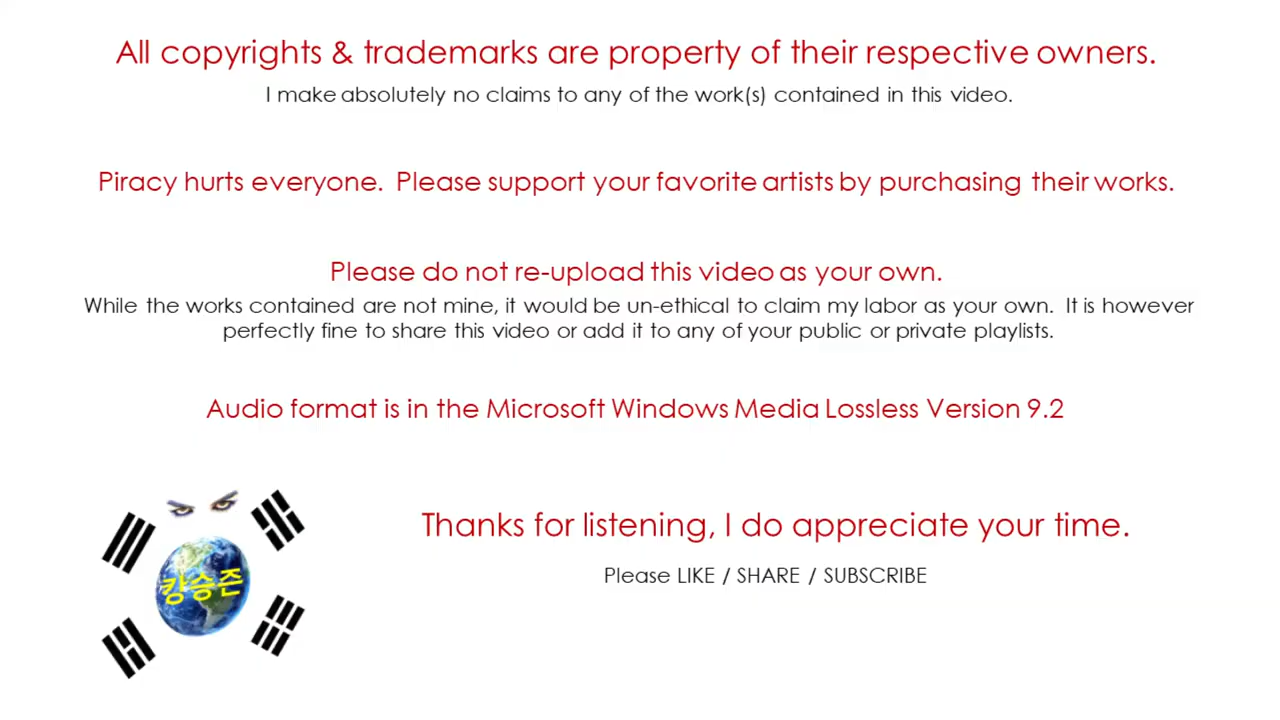 All copyrights & trademarks are property of their respective owners.
I make absolutely no claims to any of the work(s) contained in this video.
Piracy hurts everyone.  Please support your favorite artists by purchasing their works.
Please do not re-upload this video as your own.
While the works contained are not mine, it would be un-ethical to claim my labor as your own.  It is however
perfectly fine to share this video or add it to any of your public or private playlists.
Audio format is in the Microsoft Windows Media Lossless Version 9.2
Thanks for listening, I do appreciate your time.
Please LIKE / SHARE / SUBSCRIBE
캉승즌